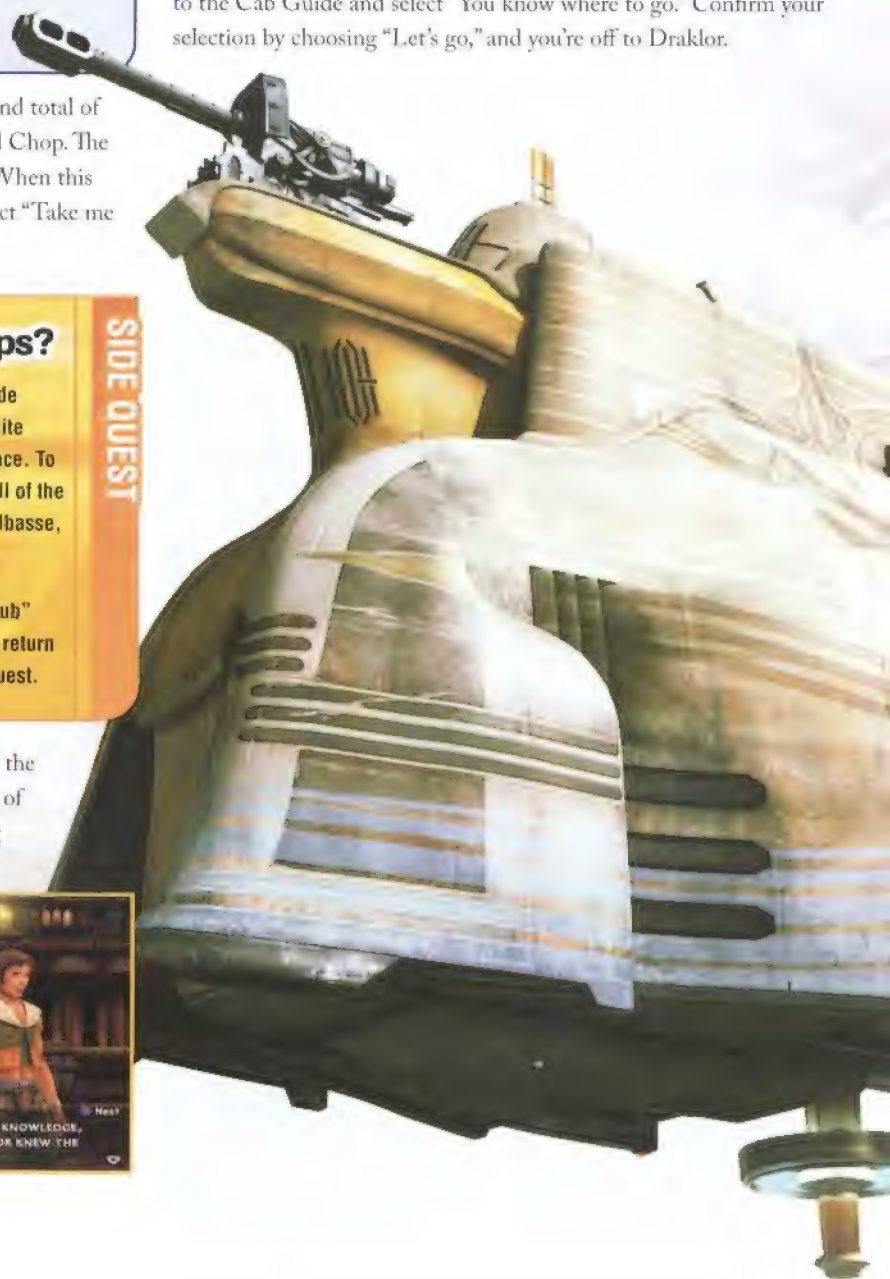 to the Cab Guide and select "You know where to go." Confirm your
selection by choosing "Let's go," and you're off to Draklor.
nd total of
Chop. The
When this
ct "Take me
ps?
SIDE QUEST
de
ite
ce. To
ll of the
lbasse,
ub"
return
uest.
the
of
Next
KNOWLEDGE,
OR KNEW THE